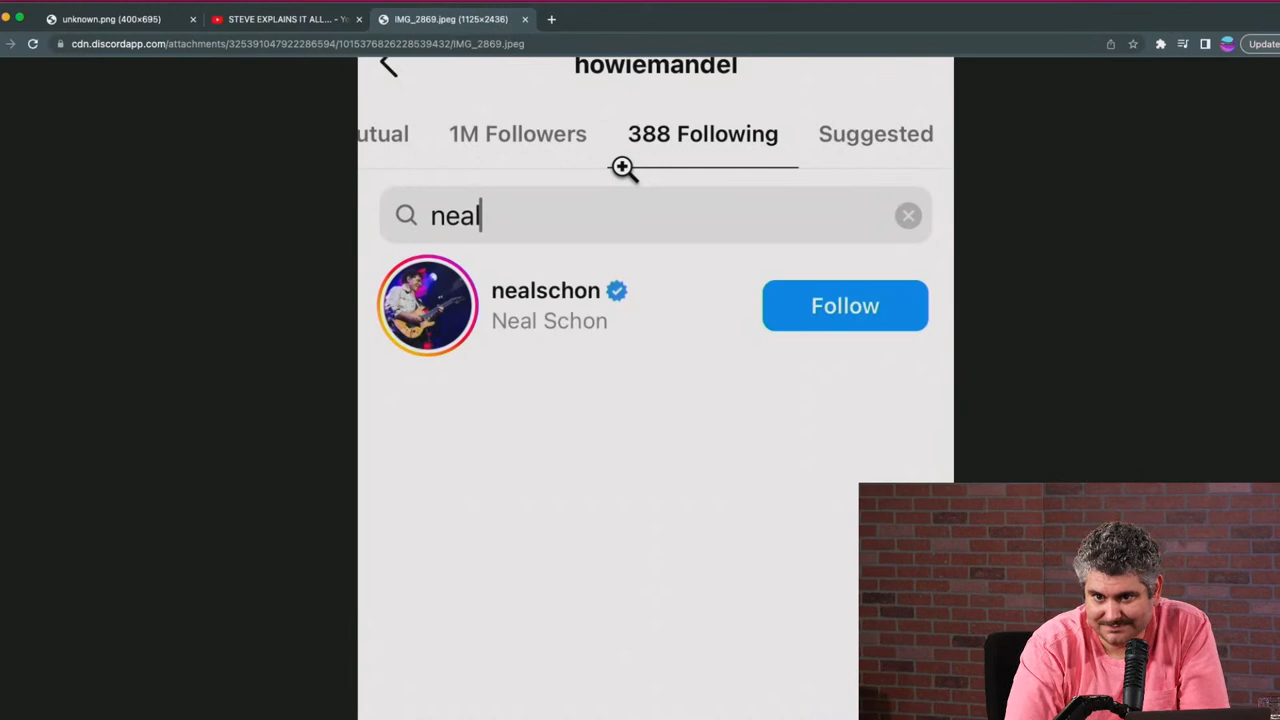 unknown.png (400×695)
STEVE EXPLAINS IT ALL... - Yo
IMG_2869.jpeg (1125×2436)
cdn.discordapp.com/attachments/325391047922286594/1015376826228539432/IMG_2869.jpeg
Update
howiemandel
utual
1M Followers
388 Following
Suggested
neal
nealschon
Neal Schon
Follow